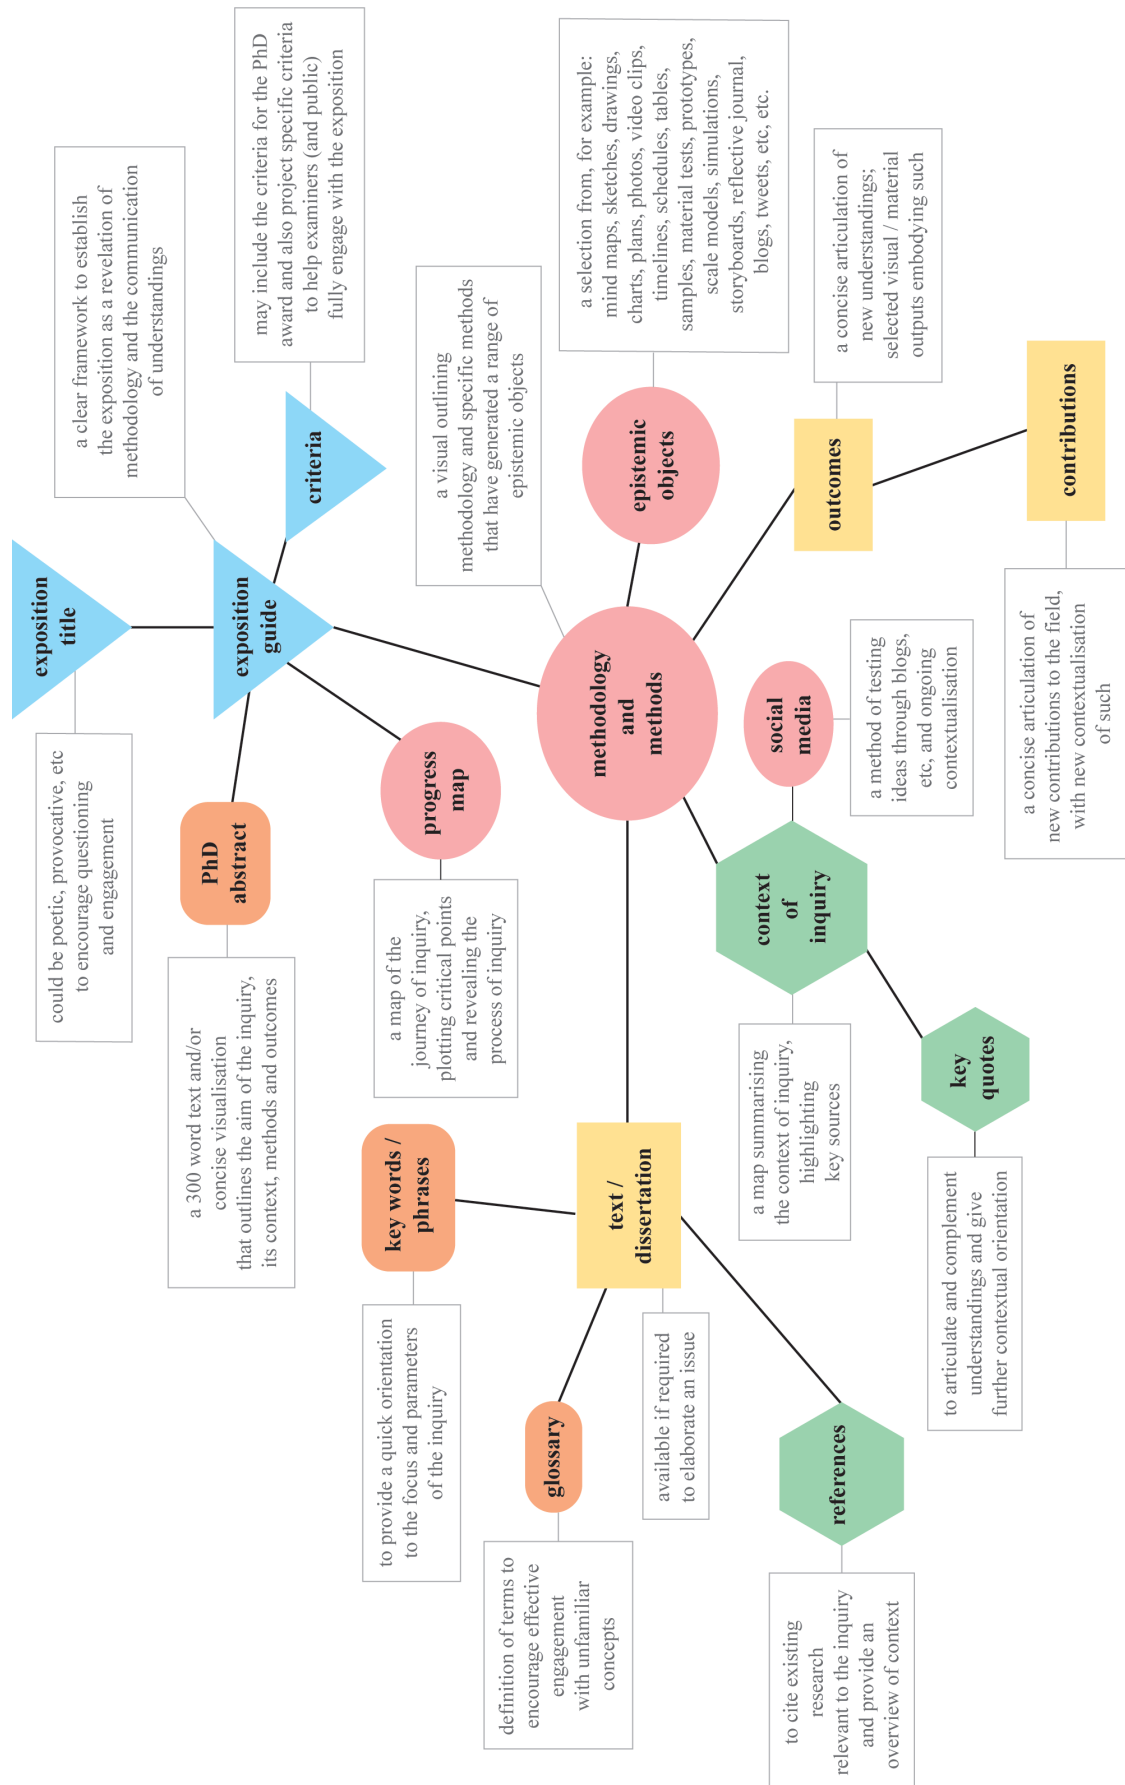 could be poetic, provocative, etc
to encourage questioning
and engagement
exposition
title
a clear framework to establish
the exposition as a revelation of
methodology and the communication
of understandings
a 300 word text and/or
concise visualisation
that outlines the aim of the inquiry,
its context, methods and outcomes
PhD
abstract
exposition
guide
criteria
may include the criteria for the PhD
award and also project specific criteria
to help examiners (and public)
fully engage with the exposition
to provide a quick orientation
to the focus and parameters
of the inquiry
key words /
phrases
a map of the
journey of inquiry,
plotting critical points
and revealing the
process of inquiry
progress
map
a visual outlining
methodology and specific methods
that have generated a range of
epistemic objects
definition of terms to
encourage effective
engagement
with unfamiliar
concepts
glossary
text /
dissertation
available if required
to elaborate an issue
methodology
and
methods
epistemic
objects
a selection from, for example:
mind maps, sketches, drawings,
charts, plans, photos, video clips,
timelines, schedules, tables,
samples, material tests, prototypes,
scale models, simulations,
storyboards, reflective journal,
blogs, tweets, etc, etc.
a map summarising
the context of inquiry,
highlighting
key sources
context
of
inquiry
social
media
a method of testing
ideas through blogs,
etc, and ongoing
contextualisation
outcomes
a concise articulation of
new understandings;
selected visual / material
outputs embodying such
to cite existing
research
relevant to the inquiry
and provide an
overview of context
references
to articulate and complement
understandings and give
further contextual orientation
key
quotes
a concise articulation of
new contributions to the field,
with new contextualisation
of such
contributions